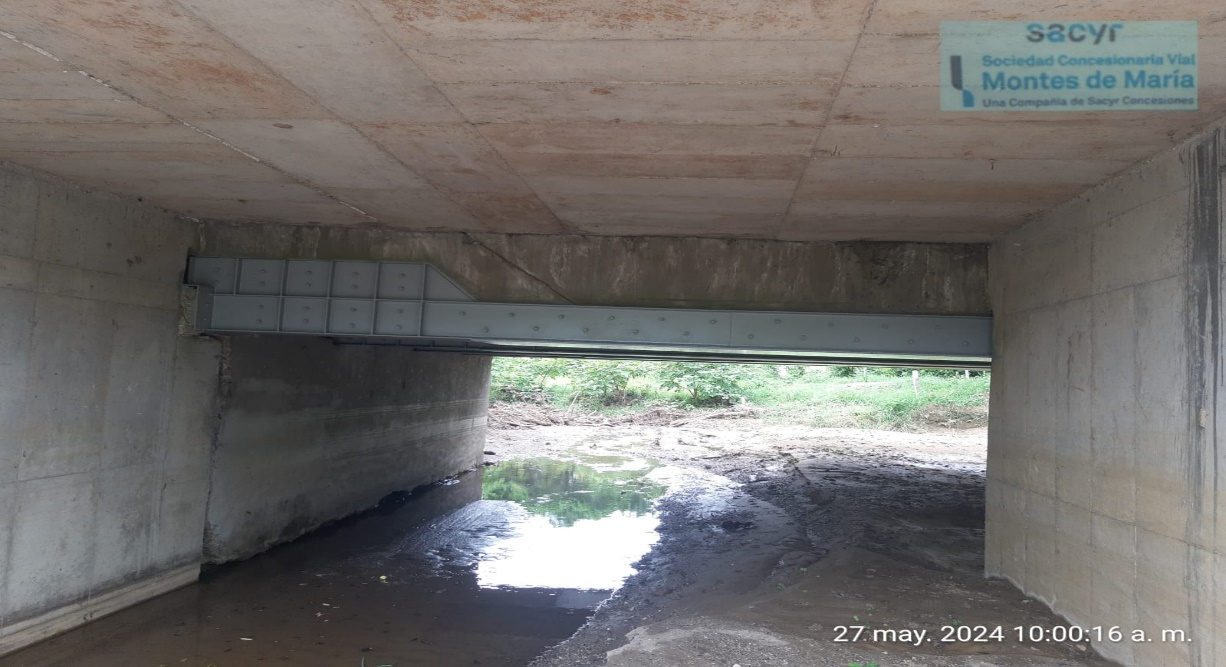 sacyr
Sociedad Concesionaria Vial
Montes de María
Una Compañía de Sacyr Concesiones
27 may. 2024 10:00:16 a. m.